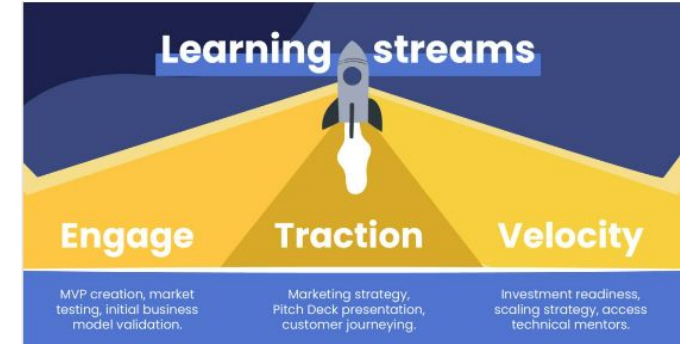 Learning streams
Engage
MVP creation, market
testing, initial business
model validation.
Traction
Marketing strategy,
Pitch Deck presentation,
customer journeying.
Velocity
Investment readiness,
scaling strategy, access
technical mentors.